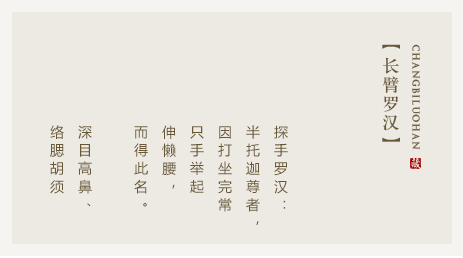 CHANGBILUOHAN
【长臂罗汉】
探手罗汉：
半托迦尊者，
因打坐完常
只手举起
伸懒腰，
而得此名。
深目高鼻、
络腮胡须